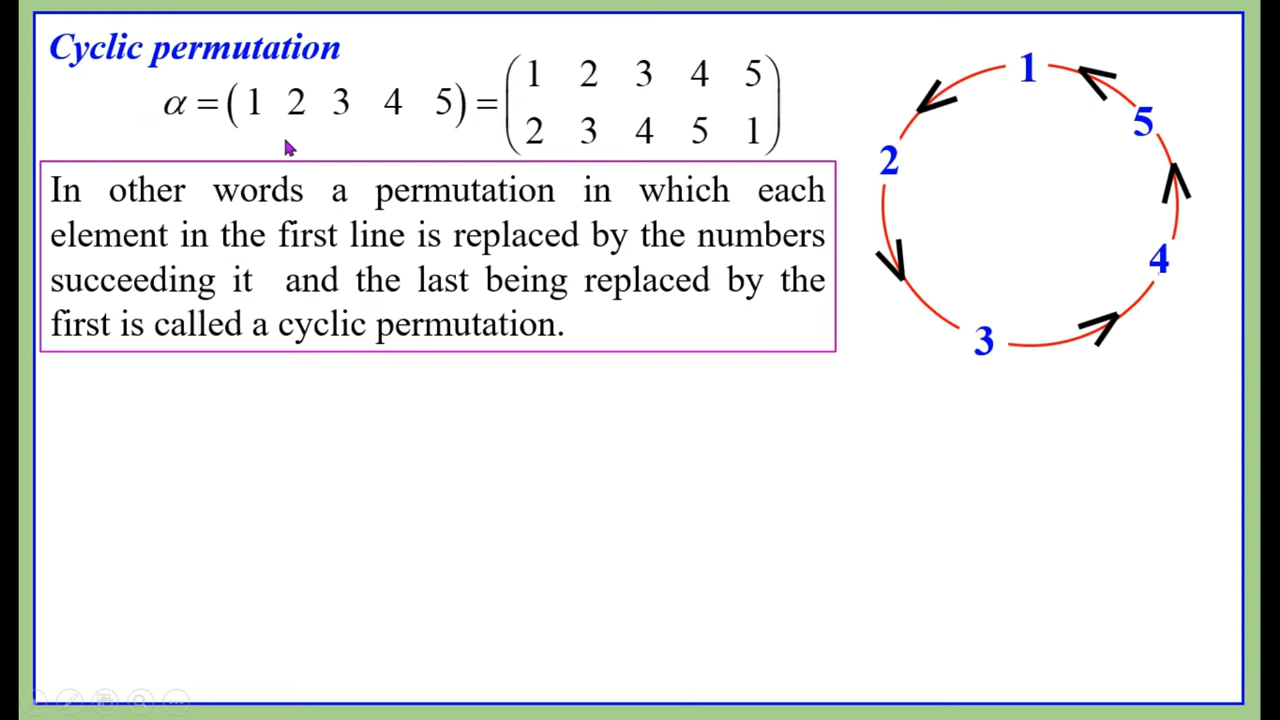 Cyclic permutation
α = ( 1 2 3 4 5 ) = ( 1 2 3 4 5
2 3 4 5 1 )
In other words a permutation in which each
element in the first line is replaced by the numbers
succeeding it and the last being replaced by the
first is called a cyclic permutation.
1
2
3
4
5